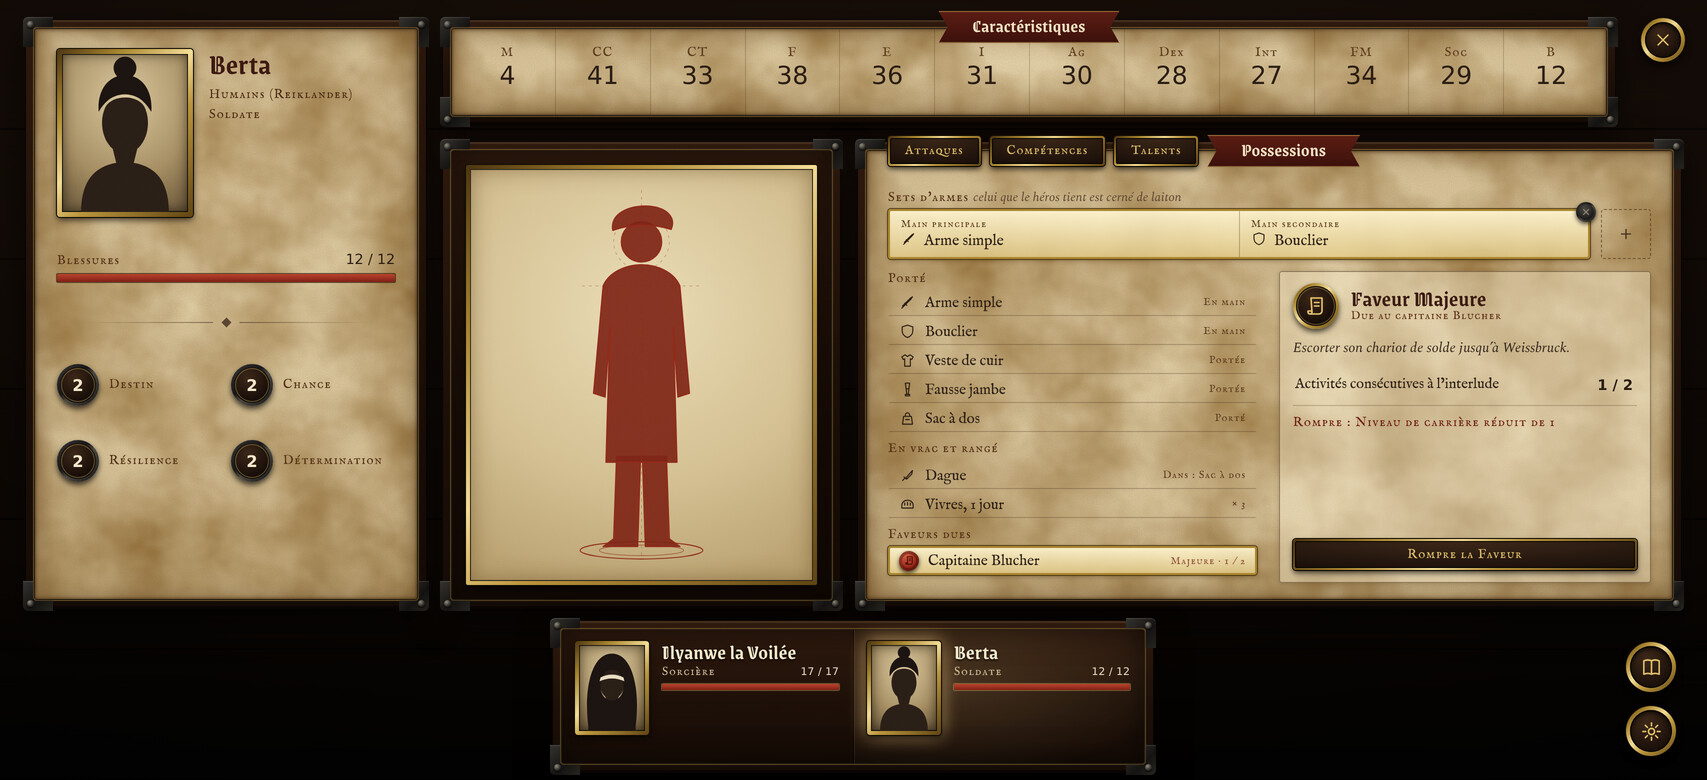 Berta
Humains (Reiklander)
Soldate
Blessures 12 / 12
2 Destin 2 Chance
2 Résilience 2 Détermination
Caractéristiques
M CC CT F E I Ag Dex Int FM Soc B
4 41 33 38 36 31 30 28 27 34 29 12
Attaques Compétences Talents Possessions
Sets d'armes celui que le héros tient est cerné de laiton
Main principale Main secondaire
Arme simple Bouclier
+
Porté
Arme simple En main
Bouclier En main
Veste de cuir Portée
Fausse jambe Portée
Sac à dos Porté
En vrac et rangé
Dague Dans : Sac à dos
Vivres, 1 jour × 3
Faveurs dues
Capitaine Blucher Majeure · 1 / 2
Faveur Majeure
Due au capitaine Blucher
Escorter son chariot de solde jusqu'à Weissbruck.
Activités consécutives à l'interlude 1 / 2
Rompre : Niveau de carrière réduit de 1
Rompre la Faveur
Ilyanwe la Voilée
Sorcière 17 / 17
Berta
Soldate 12 / 12